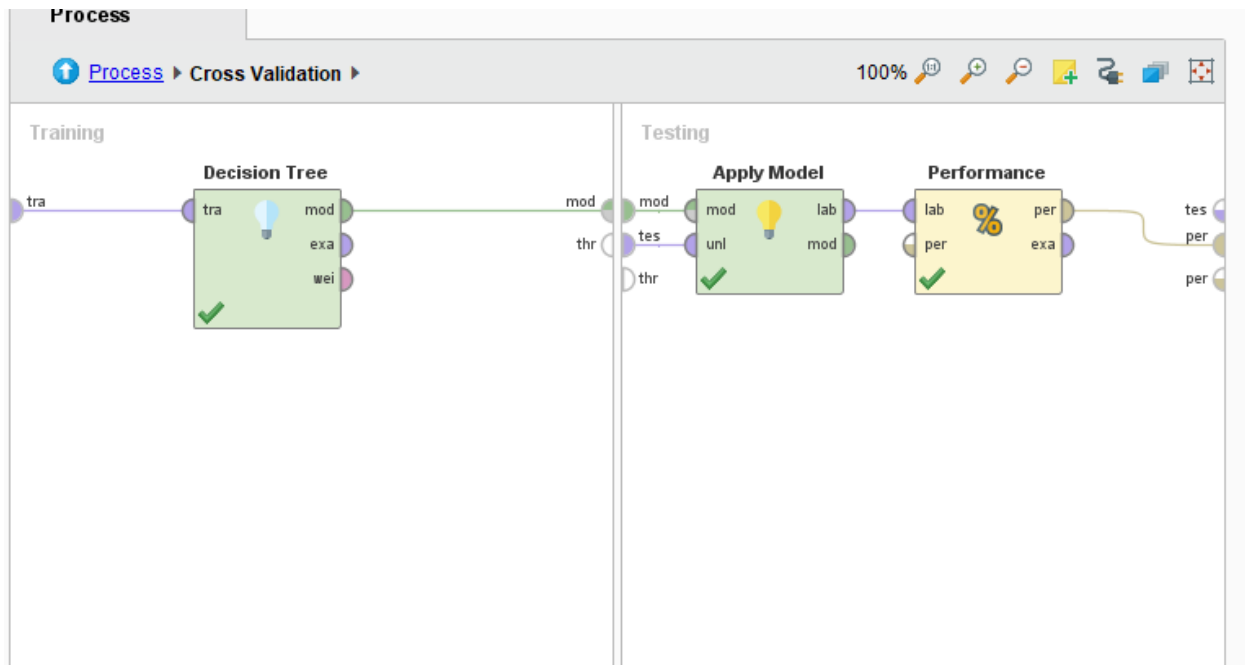 Process
Process Cross Validation
100%
Training
Testing
Decision Tree
Apply Model
Performance
tra
tra
mod
exa
wei
mod
thr
mod
tes
thr
mod
unl
lab
mod
lab
per
per
exa
tes
per
per